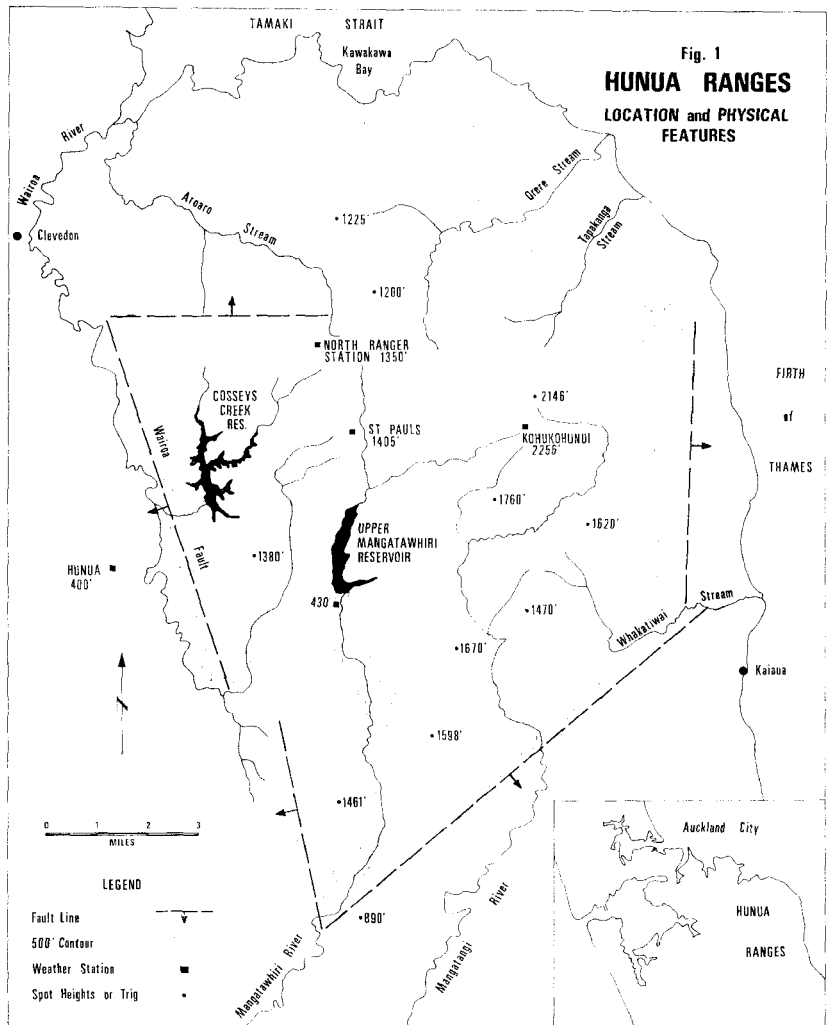 TAMAKI STRAIT
Kawakawa
Bay
Fig. 1
HUNUA RANGES
LOCATION and PHYSICAL
FEATURES
Wairoa River
Clevedon
Aroaro Stream
Orere Stream
Tapakanga
Stream
1225
1280'
NORTH RANGER
STATION 1350'
COSSEYS
CREEK
RES.
2146'
FIRTH
of
THAMES
ST PAULS
1405'
KOHUKOHUNUI
2256'
Wairoa
Fault
1760'
1620'
UPPER
MANGATAWHIRI
RESERVOIR
1380'
HUNUA
400'
430
1470'
Whakatiwai Stream
1670'
Kaiaua
1598'
1461'
0 1 2 3
MILES
LEGEND
Fault Line
500' Contour
Weather Station
Spot Heights or Trig
890'
Mangatawhiri River
Mangatangi River
Auckland City
HUNUA
RANGES